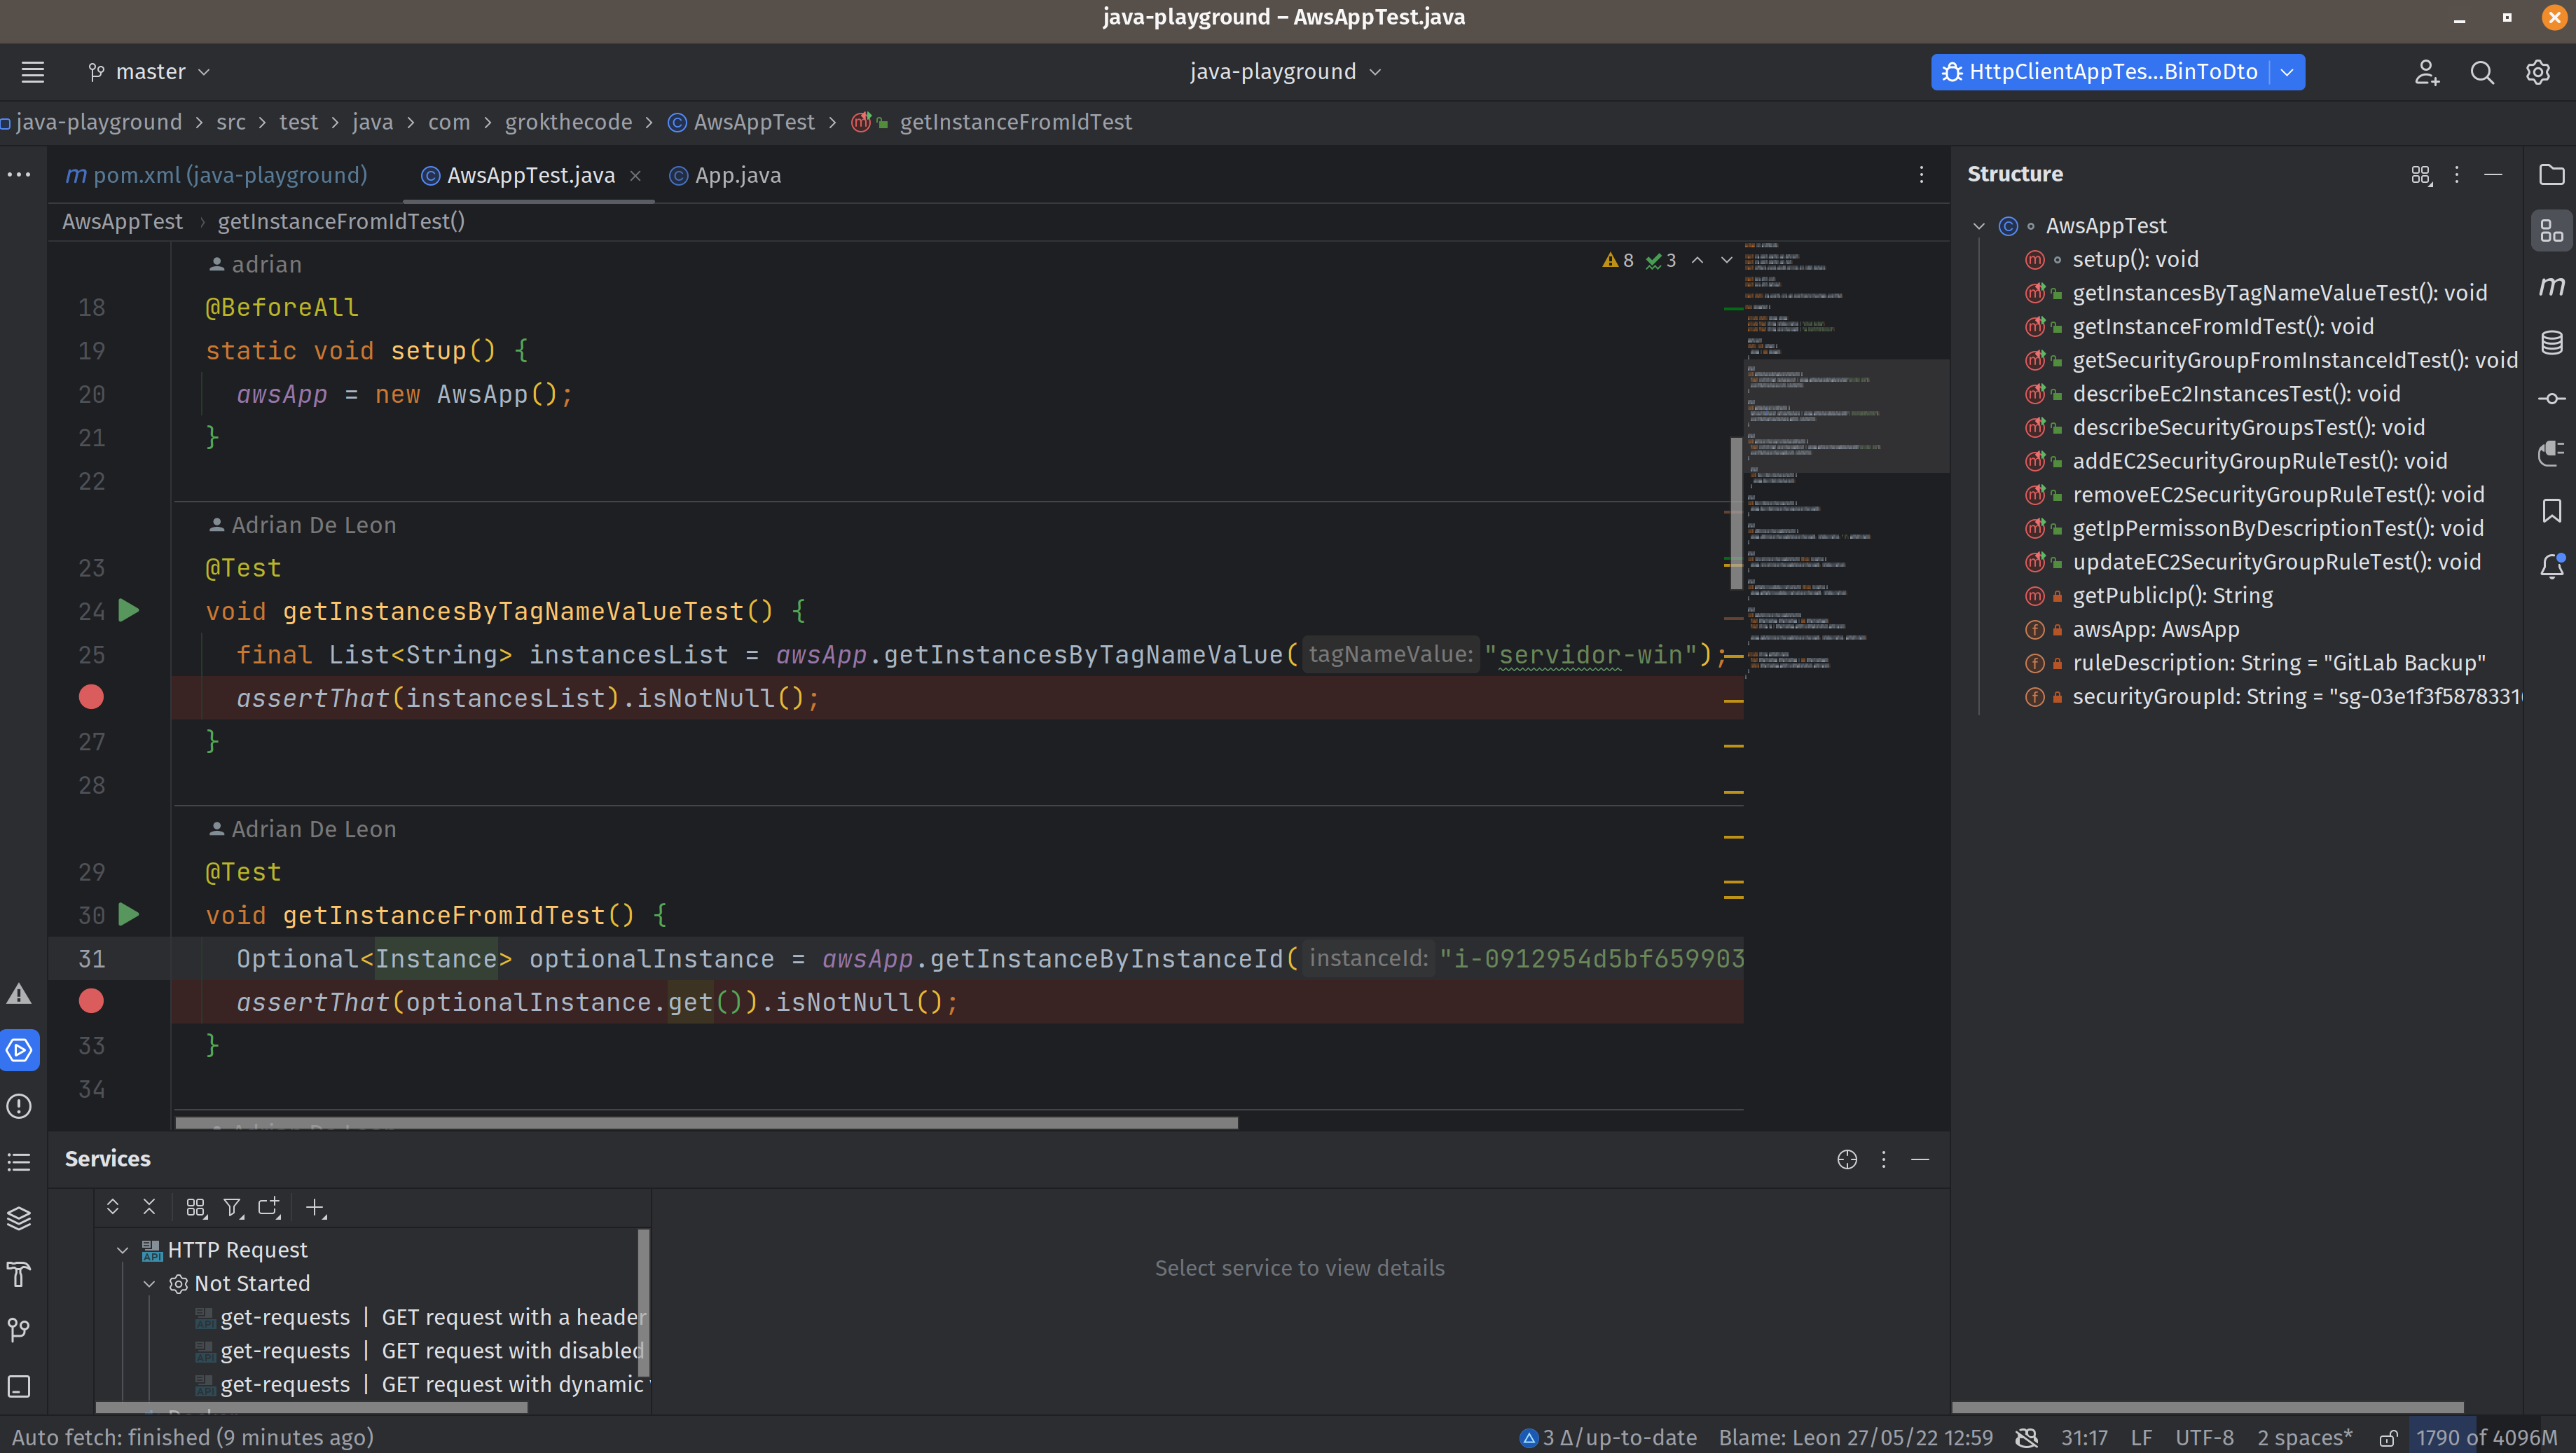 java-playground – AwsAppTest.java
master
java-playground
HttpClientAppTes...BinToDto
java-playground > src > test > java > com > grokthecode > AwsAppTest > getInstanceFromIdTest
m pom.xml (java-playground)
AwsAppTest.java
App.java
AwsAppTest > getInstanceFromIdTest()
8 3
adrian
18 @BeforeAll
19 static void setup() {
20 awsApp = new AwsApp();
21 }
22
Adrian De Leon
23 @Test
24 void getInstancesByTagNameValueTest() {
25 final List<String> instancesList = awsApp.getInstancesByTagNameValue( tagNameValue: "servidor-win");
assertThat(instancesList).isNotNull();
27 }
28
Adrian De Leon
29 @Test
30 void getInstanceFromIdTest() {
31 Optional<Instance> optionalInstance = awsApp.getInstanceByInstanceId( instanceId: "i-0912954d5bf659903
assertThat(optionalInstance.get()).isNotNull();
33 }
34
Adrian De Leon
Structure
AwsAppTest
setup(): void
getInstancesByTagNameValueTest(): void
getInstanceFromIdTest(): void
getSecurityGroupFromInstanceIdTest(): void
describeEc2InstancesTest(): void
describeSecurityGroupsTest(): void
addEC2SecurityGroupRuleTest(): void
removeEC2SecurityGroupRuleTest(): void
getIpPermissonByDescriptionTest(): void
updateEC2SecurityGroupRuleTest(): void
getPublicIp(): String
awsApp: AwsApp
ruleDescription: String = "GitLab Backup"
securityGroupId: String = "sg-03e1f3f5878331
Services
HTTP Request
Not Started
get-requests | GET request with a header
get-requests | GET request with disabled
get-requests | GET request with dynamic
Select service to view details
Auto fetch: finished (9 minutes ago)
3 Δ/up-to-date
Blame: Leon 27/05/22 12:59
31:17
LF
UTF-8
2 spaces*
1790 of 4096M